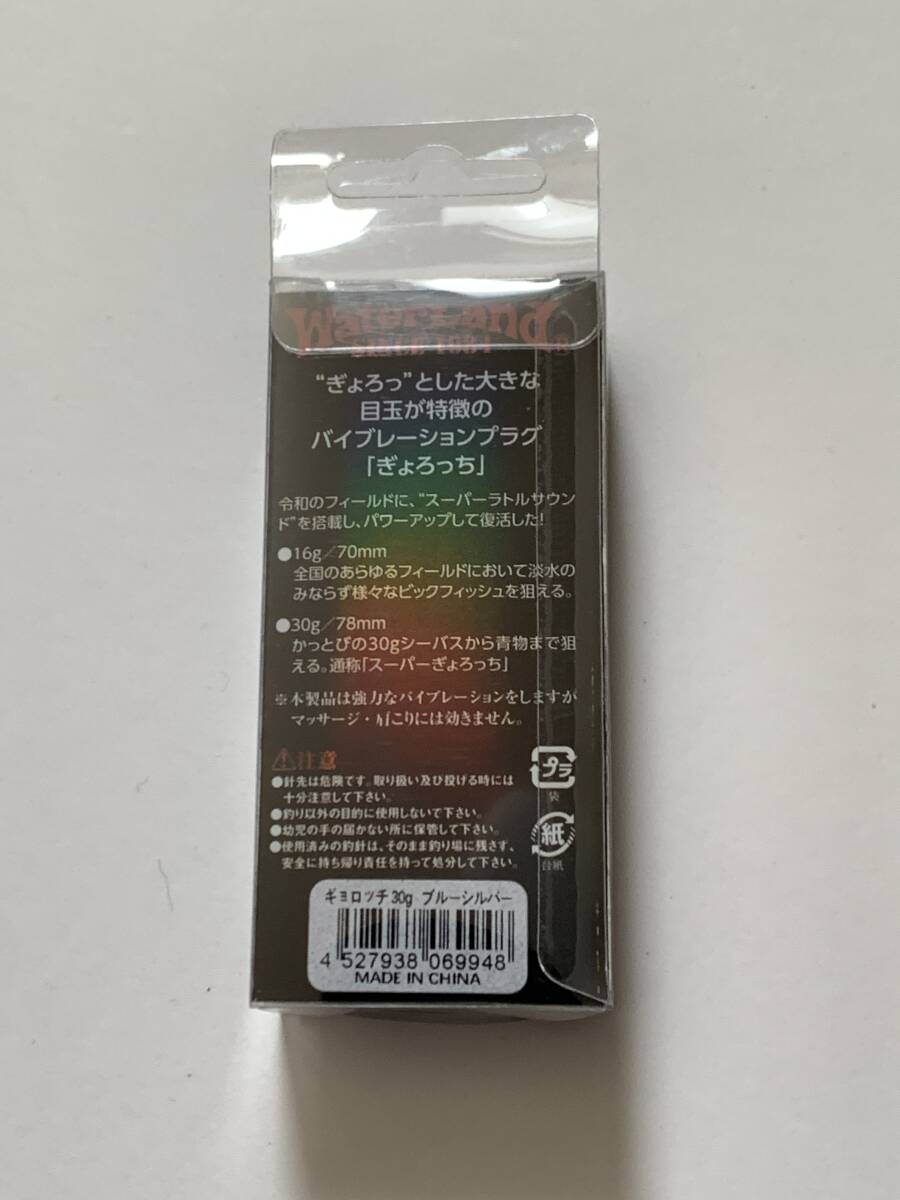 WaterLand
SINCE 1994
"ぎょろっ"とした大きな
目玉が特徴の
バイブレーションプラグ
「ぎょろっち」
令和のフィールドに、"スーパーラトルサウン
ド"を搭載し、パワーアップして復活した!
●16g/70mm
全国のあらゆるフィールドにおいて淡水の
みならず様々なビックフィッシュを狙える。
●30g/78mm
かっとびの30gシーバスから青物まで狙
える。通称「スーパーぎょろっち」
※本製品は強力なバイブレーションをしますが
マッサージ・肩こりには効きません。
⚠注意
●針先は危険です。取り扱い及び投げる時には
十分注意して下さい。
●釣り以外の目的に使用しないで下さい。
●幼児の手の届かない所に保管して下さい。
●使用済みの釣針は、そのまま釣り場に残さず、
安全に持ち帰り責任を持って処分して下さい。
プラ
袋
紙
台紙
ギョロッチ30g ブルーシルバー
4 527938 069948
MADE IN CHINA